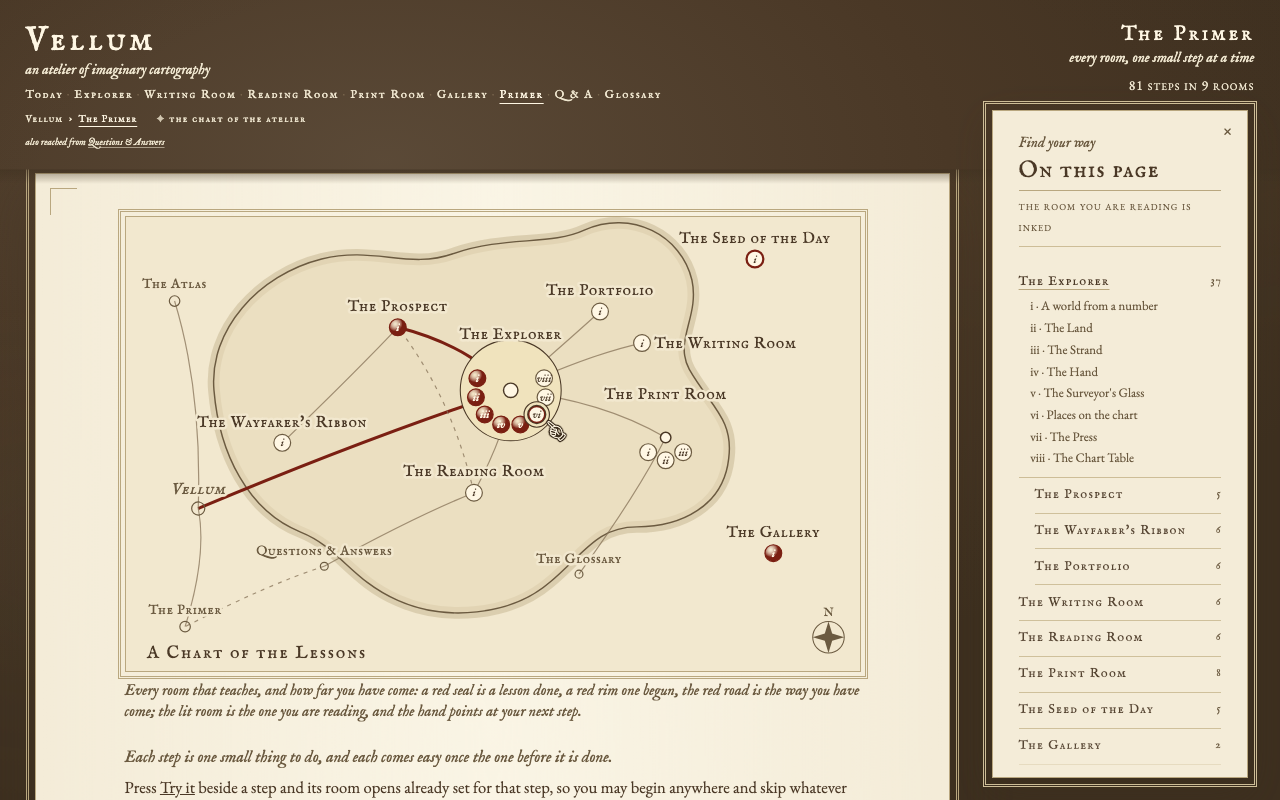 Vellum
an atelier of imaginary cartography
Today · Explorer · Writing Room · Reading Room · Print Room · Gallery · Primer · Q & A · Glossary
Vellum › The Primer ✦ the chart of the atelier
also reached from Questions & Answers
The Primer
every room, one small step at a time
81 steps in 9 rooms
The Seed of the Day
i
The Atlas
The Portfolio
i
The Prospect
i
The Explorer
i The Writing Room
i
viii
ii
vii
iii
iv
v
vi
The Print Room
The Wayfarer's Ribbon
i
i
ii
iii
The Reading Room
i
Vellum
The Gallery
i
Questions & Answers
The Glossary
The Primer
N
A Chart of the Lessons
Every room that teaches, and how far you have come: a red seal is a lesson done, a red rim one begun, the red road is the way you have
come; the lit room is the one you are reading, and the hand points at your next step.
Each step is one small thing to do, and each comes easy once the one before it is done.
Press Try it beside a step and its room opens already set for that step, so you may begin anywhere and skip whatever
×
Find your way
On this page
the room you are reading is
inked
The Explorer 37
i · A world from a number
ii · The Land
iii · The Strand
iv · The Hand
v · The Surveyor's Glass
vi · Places on the chart
vii · The Press
viii · The Chart Table
The Prospect 5
The Wayfarer's Ribbon 6
The Portfolio 6
The Writing Room 6
The Reading Room 6
The Print Room 8
The Seed of the Day 5
The Gallery 2